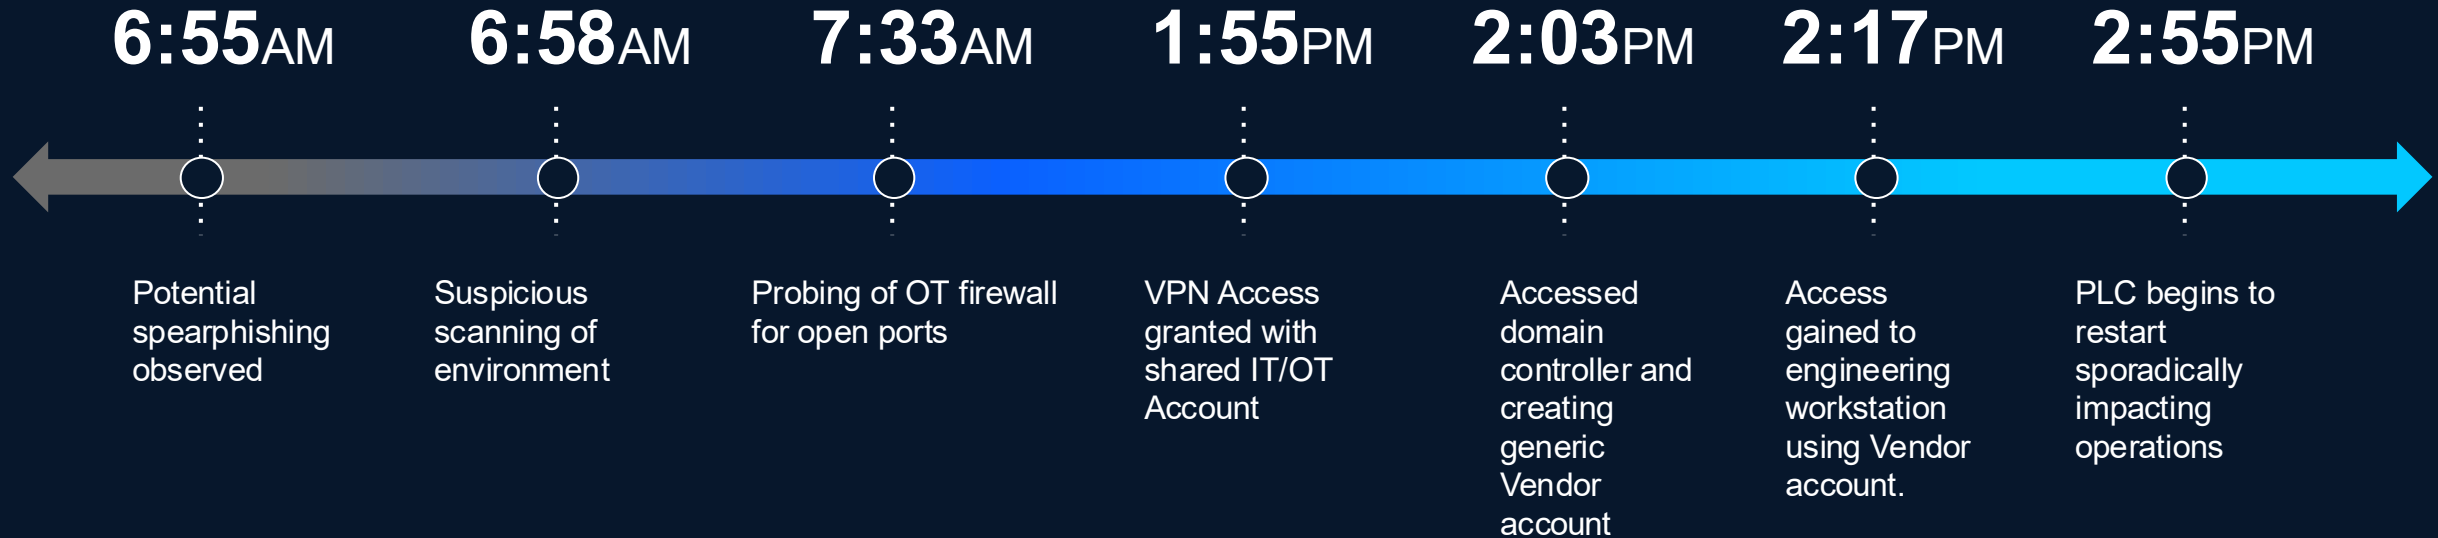 6:55AM
6:58AM
7:33AM
1:55PM
2:03PM
2:17PM
2:55PM
Potential
spearphishing
observed
Suspicious
scanning of
environment
Probing of OT firewall
for open ports
VPN Access
granted with
shared IT/OT
Account
Accessed
domain
controller and
creating
generic
Vendor
account
Access
gained to
engineering
workstation
using Vendor
account.
PLC begins to
restart
sporadically
impacting
operations